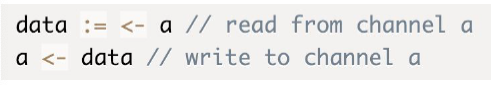 data := <- a // read from channel a
a <- data // write to channel a